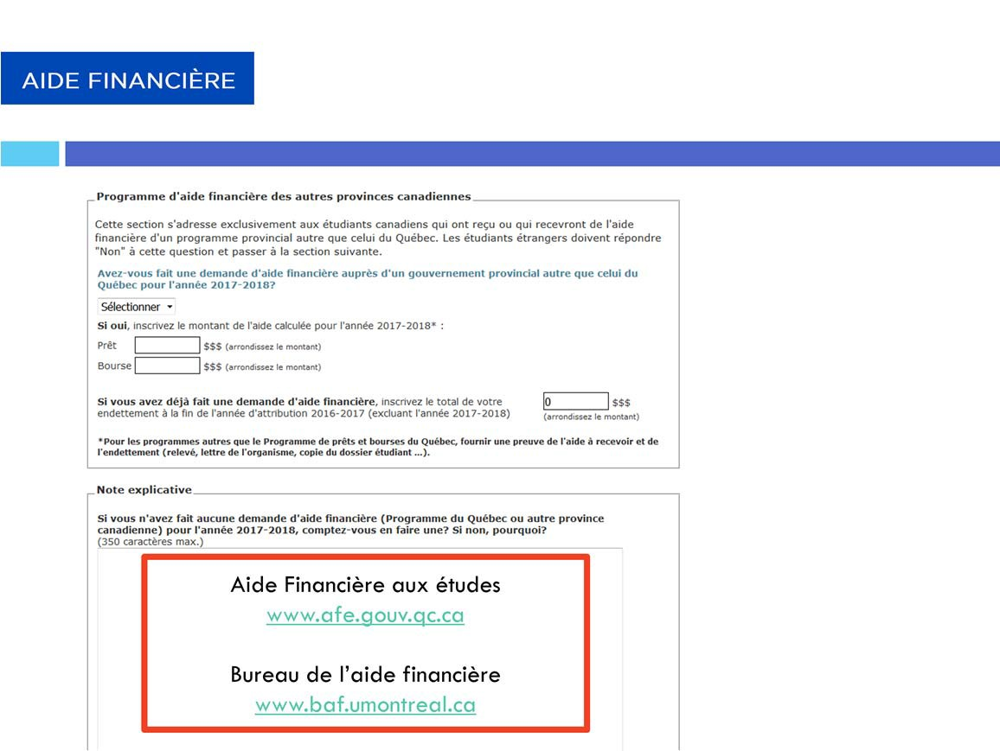 AIDE FINANCIÈRE
Programme d'aide financière des autres provinces canadiennes
Cette section s'adresse exclusivement aux étudiants canadiens qui ont reçu ou qui recevront de l'aide
financière d'un programme provincial autre que celui du Québec. Les étudiants étrangers doivent répondre
"Non" à cette question et passer à la section suivante.
Avez-vous fait une demande d'aide financière auprès d'un gouvernement provincial autre que celui du
Québec pour l'année 2017-2018?
Sélectionner
Si oui, inscrivez le montant de l'aide calculée pour l'année 2017-2018* :
Prêt $$$ (arrondissez le montant)
Bourse $$$ (arrondissez le montant)
Si vous avez déjà fait une demande d'aide financière, inscrivez le total de votre
endettement à la fin de l'année d'attribution 2016-2017 (excluant l'année 2017-2018)
0 $$$
(arrondissez le montant)
*Pour les programmes autres que le Programme de prêts et bourses du Québec, fournir une preuve de l'aide à recevoir et de
l'endettement (relevé, lettre de l'organisme, copie du dossier étudiant ...).
Note explicative
Si vous n'avez fait aucune demande d'aide financière (Programme du Québec ou autre province
canadienne) pour l'année 2017-2018, comptez-vous en faire une? Si non, pourquoi?
(350 caractères max.)
Aide Financière aux études
www.afe.gouv.qc.ca
Bureau de l'aide financière
www.baf.umontreal.ca